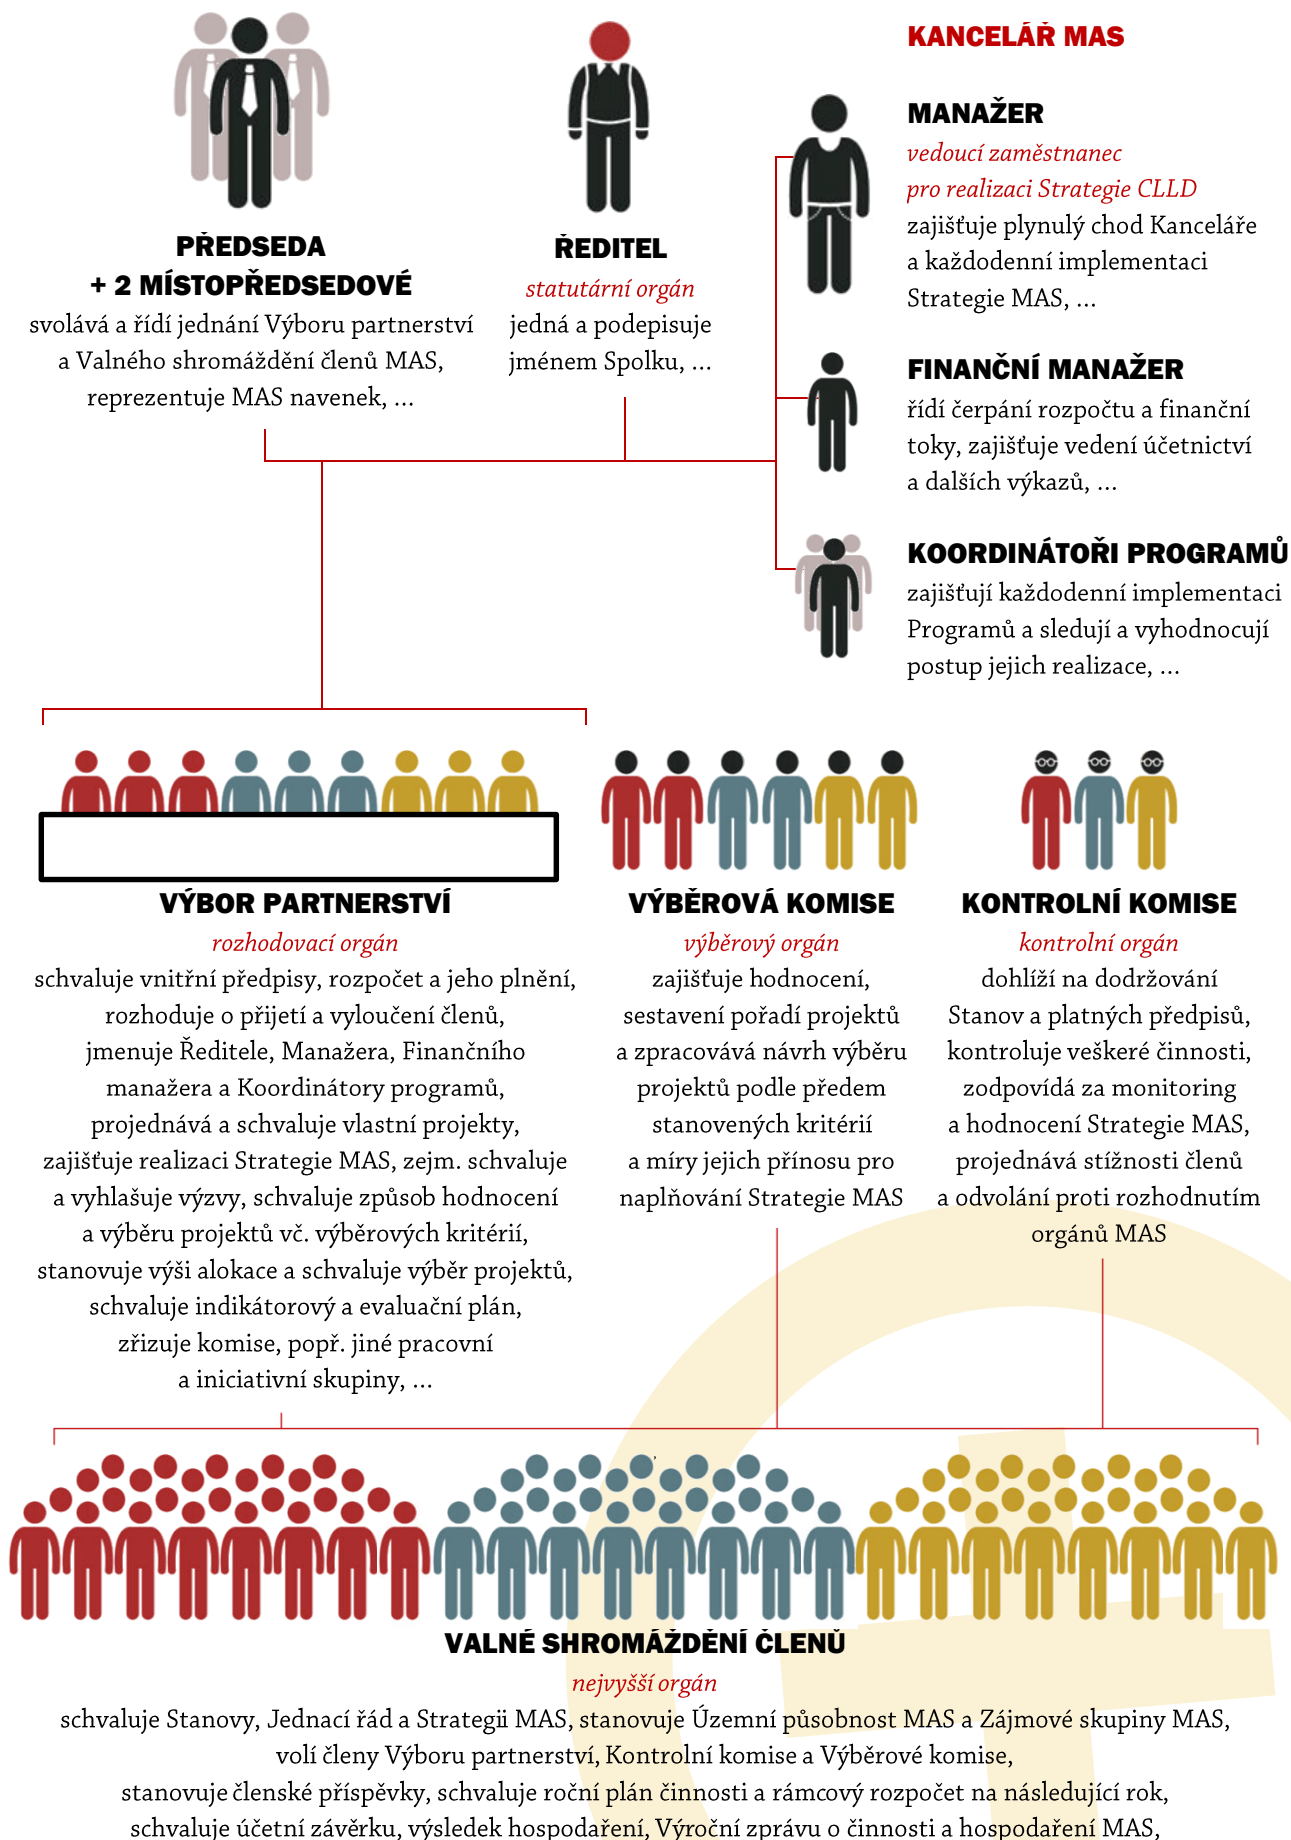 PŘEDSEDA
+ 2 MÍSTOPŘEDSEDOVÉ
svolává a řídí jednání Výboru partnerství
a Valného shromáždění členů MAS,
reprezentuje MAS navenek, ...
ŘEDITEL
statutární orgán
jedná a podepisuje
jménem Spolku, ...
KANCELÁŘ MAS
MANAŽER
vedoucí zaměstnanec
pro realizaci Strategie CLLD
zajišťuje plynulý chod Kanceláře
a každodenní implementaci
Strategie MAS, ...
FINANČNÍ MANAŽER
řídí čerpání rozpočtu a finanční
toky, zajišťuje vedení účetnictví
a dalších výkazů, ...
KOORDINÁTOŘI PROGRAMŮ
zajišťují každodenní implementaci
Programů a sledují a vyhodnocují
postup jejich realizace, ...
VÝBOR PARTNERSTVÍ
rozhodovací orgán
schvaluje vnitřní předpisy, rozpočet a jeho plnění,
rozhoduje o přijetí a vyloučení členů,
jmenuje Ředitele, Manažera, Finančního
manažera a Koordinátory programů,
projednává a schvaluje vlastní projekty,
zajišťuje realizaci Strategie MAS, zejm. schvaluje
a vyhlašuje výzvy, schvaluje způsob hodnocení
a výběru projektů vč. výběrových kritérií,
stanovuje výši alokace a schvaluje výběr projektů,
schvaluje indikátorový a evaluační plán,
zřizuje komise, popř. jiné pracovní
a iniciativní skupiny, ...
VÝBĚROVÁ KOMISE
výběrový orgán
zajišťuje hodnocení,
sestavení pořadí projektů
a zpracovává návrh výběru
projektů podle předem
stanovených kritérií
a míry jejich přínosu pro
naplňování Strategie MAS
KONTROLNÍ KOMISE
kontrolní orgán
dohlíží na dodržování
Stanov a platných předpisů,
kontroluje veškeré činnosti,
zodpovídá za monitoring
a hodnocení Strategie MAS,
projednává stížnosti členů
a odvolání proti rozhodnutím
orgánů MAS
VALNÉ SHROMÁŽDĚNÍ ČLENŮ
nejvyšší orgán
schvaluje Stanovy, Jednací řád a Strategii MAS, stanovuje Územní působnost MAS a Zájmové skupiny MAS,
volí členy Výboru partnerství, Kontrolní komise a Výběrové komise,
stanovuje členské příspěvky, schvaluje roční plán činnosti a rámcový rozpočet na následující rok,
schvaluje účetní závěrku, výsledek hospodaření, Výroční zprávu o činnosti a hospodaření MAS,